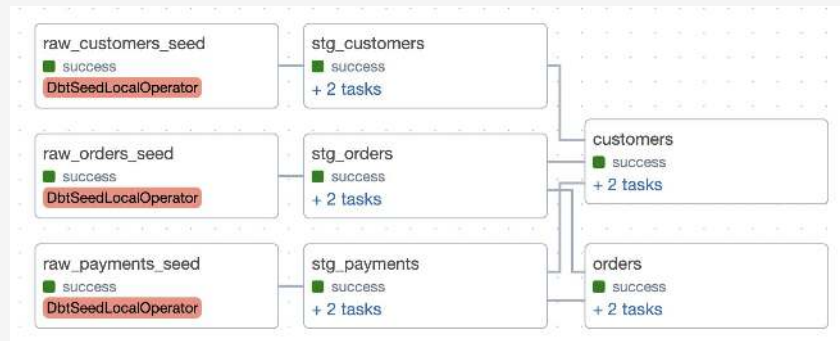 raw_customers_seed
success
DbtSeedLocalOperator
stg_customers
success
+ 2 tasks
raw_orders_seed
success
DbtSeedLocalOperator
stg_orders
success
+ 2 tasks
customers
success
+ 2 tasks
raw_payments_seed
success
DbtSeedLocalOperator
stg_payments
success
+ 2 tasks
orders
success
+ 2 tasks